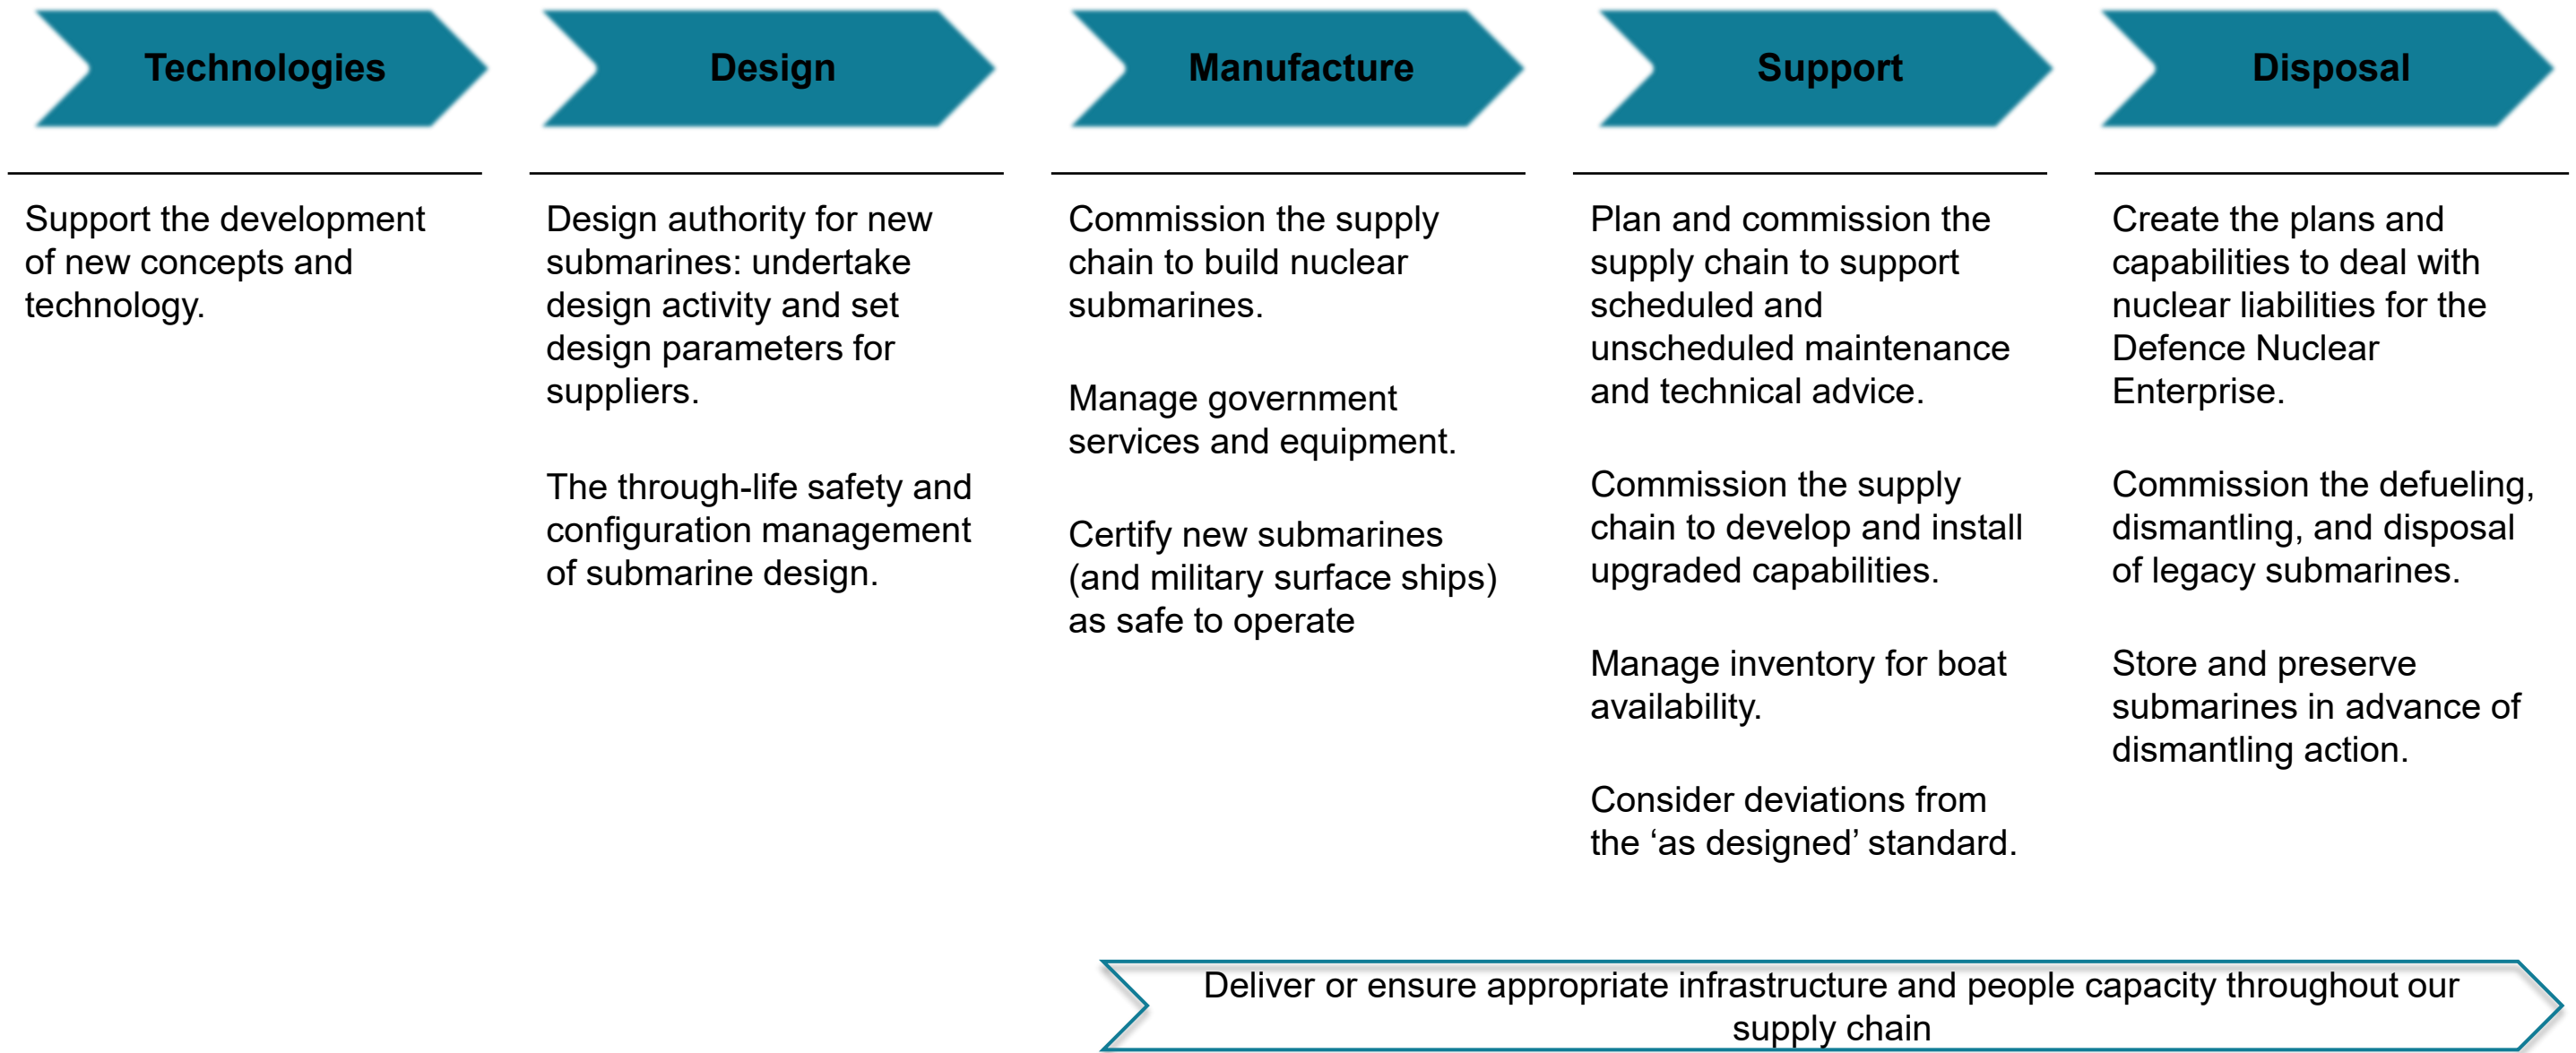 Technologies
Support the development
of new concepts and
technology.
Design
Design authority for new
submarines: undertake
design activity and set
design parameters for
suppliers.
The through-life safety and
configuration management
of submarine design.
Manufacture
Commission the supply
chain to build nuclear
submarines.
Manage government
services and equipment.
Certify new submarines
(and military surface ships)
as safe to operate
Support
Plan and commission the
supply chain to support
scheduled and
unscheduled maintenance
and technical advice.
Commission the supply
chain to develop and install
upgraded capabilities.
Manage inventory for boat
availability.
Consider deviations from
the ‘as designed’ standard.
Disposal
Create the plans and
capabilities to deal with
nuclear liabilities for the
Defence Nuclear
Enterprise.
Commission the defueling,
dismantling, and disposal
of legacy submarines.
Store and preserve
submarines in advance of
dismantling action.
Deliver or ensure appropriate infrastructure and people capacity throughout our
supply chain